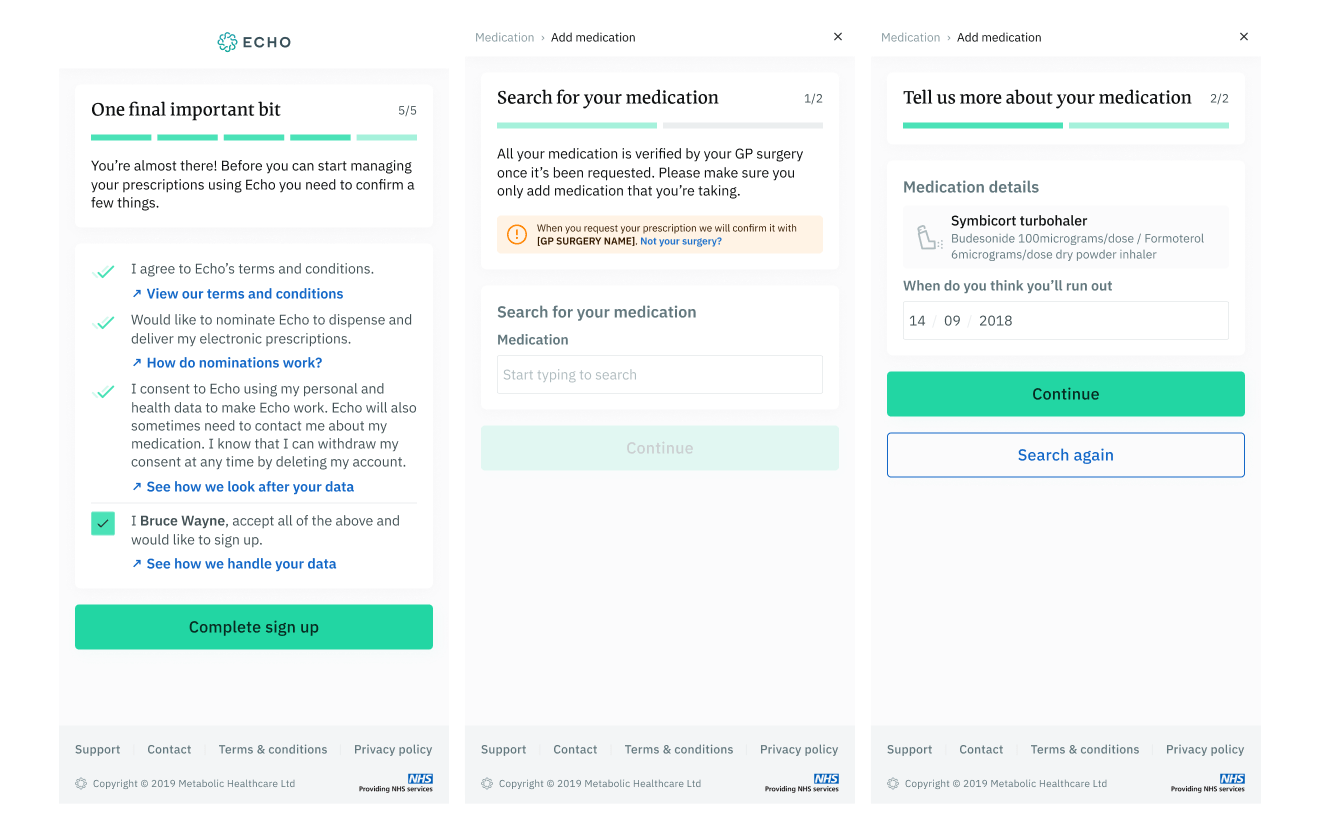 ECHO
One final important bit
5/5
You're almost there! Before you can start managing
your prescriptions using Echo you need to confirm a
few things.
I agree to Echo's terms and conditions.
↗ View our terms and conditions
Would like to nominate Echo to dispense and
deliver my electronic prescriptions.
↗ How do nominations work?
I consent to Echo using my personal and
health data to make Echo work. Echo will also
sometimes need to contact me about my
medication. I know that I can withdraw my
consent at any time by deleting my account.
↗ See how we look after your data
I Bruce Wayne, accept all of the above and
would like to sign up.
↗ See how we handle your data
Complete sign up
Support Contact Terms & conditions Privacy policy
Copyright © 2019 Metabolic Healthcare Ltd
NHS
Providing NHS services
Medication › Add medication
Search for your medication
1/2
All your medication is verified by your GP surgery
once it's been requested. Please make sure you
only add medication that you're taking.
When you request your prescription we will confirm it with
[GP SURGERY NAME]. Not your surgery?
Search for your medication
Medication
Start typing to search
Continue
Support Contact Terms & conditions Privacy policy
Copyright © 2019 Metabolic Healthcare Ltd
NHS
Providing NHS services
Medication › Add medication
Tell us more about your medication
2/2
Medication details
Symbicort turbohaler
Budesonide 100micrograms/dose / Formoterol
6micrograms/dose dry powder inhaler
When do you think you'll run out
14 / 09 / 2018
Continue
Search again
Support Contact Terms & conditions Privacy policy
Copyright © 2019 Metabolic Healthcare Ltd
NHS
Providing NHS services